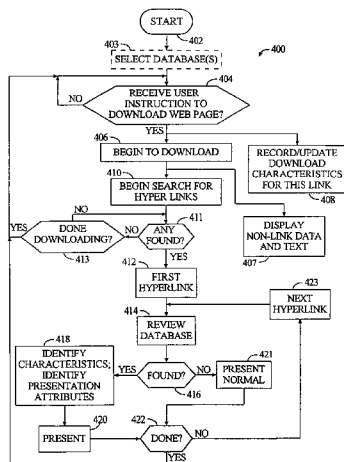 START
402
400
403
SELECT DATABASE(S)
404
NO
RECEIVE USER
INSTRUCTION TO
DOWNLOAD WEB PAGE?
YES
406
BEGIN TO DOWNLOAD
RECORD/UPDATE
DOWNLOAD
CHARACTERISTICS
FOR THIS LINK
408
410
BEGIN SEARCH FOR
HYPER LINKS
NO
411
YES
DONE
DOWNLOADING?
NO
ANY
FOUND?
DISPLAY
NON-LINK DATA
AND TEXT
413
407
412
YES
FIRST
HYPERLINK
423
NEXT
HYPERLINK
414
REVIEW
DATABASE
418
421
IDENTIFY
CHARACTERISTICS;
IDENTIFY
PRESENTATION
ATTRIBUTES
YES
FOUND?
NO
PRESENT
NORMAL
416
420
422
PRESENT
DONE?
NO
YES